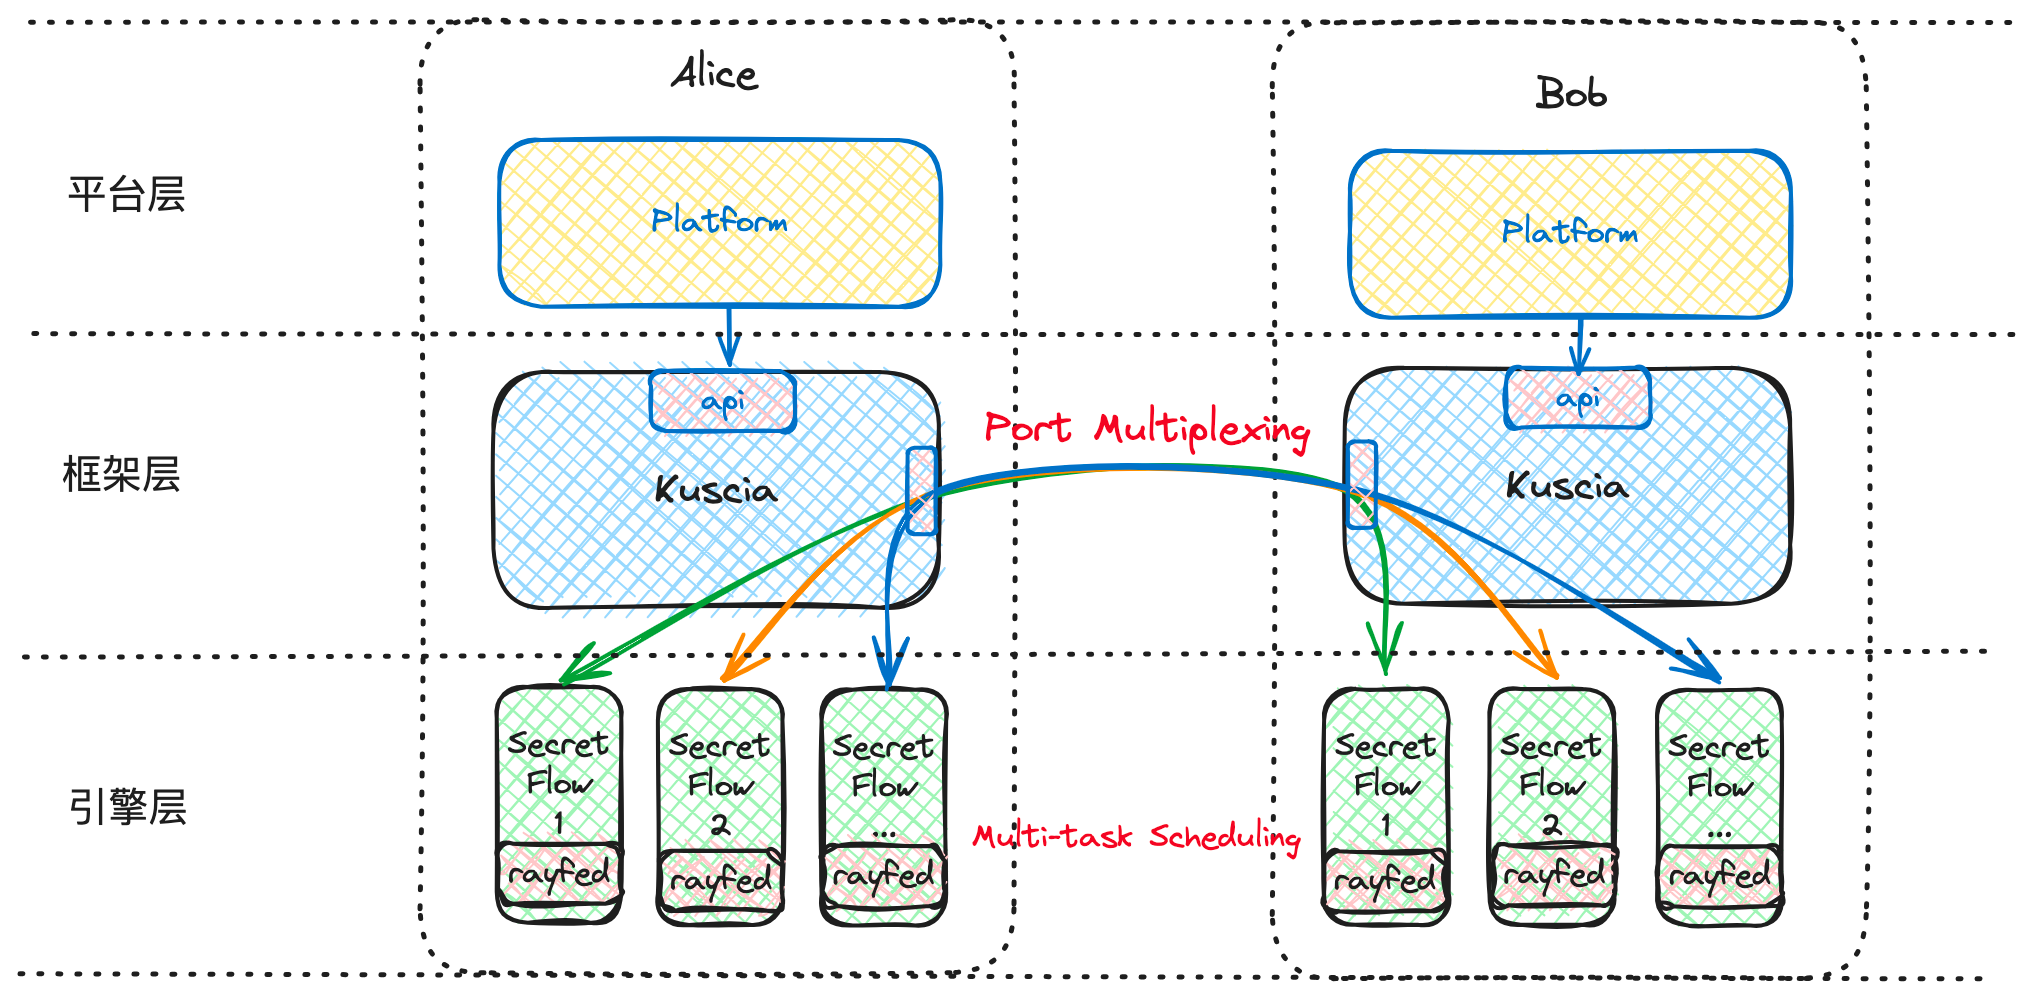 Alice
Bob
平台层
Platform
Platform
框架层
api
api
Port Multiplexing
Kuscia
Kuscia
引擎层
Secret
Flow
1
rayfed
Secret
Flow
2
rayfed
Secret
Flow
...
rayfed
Multi-task Scheduling
Secret
Flow
1
rayfed
Secret
Flow
2
rayfed
Secret
Flow
...
rayfed